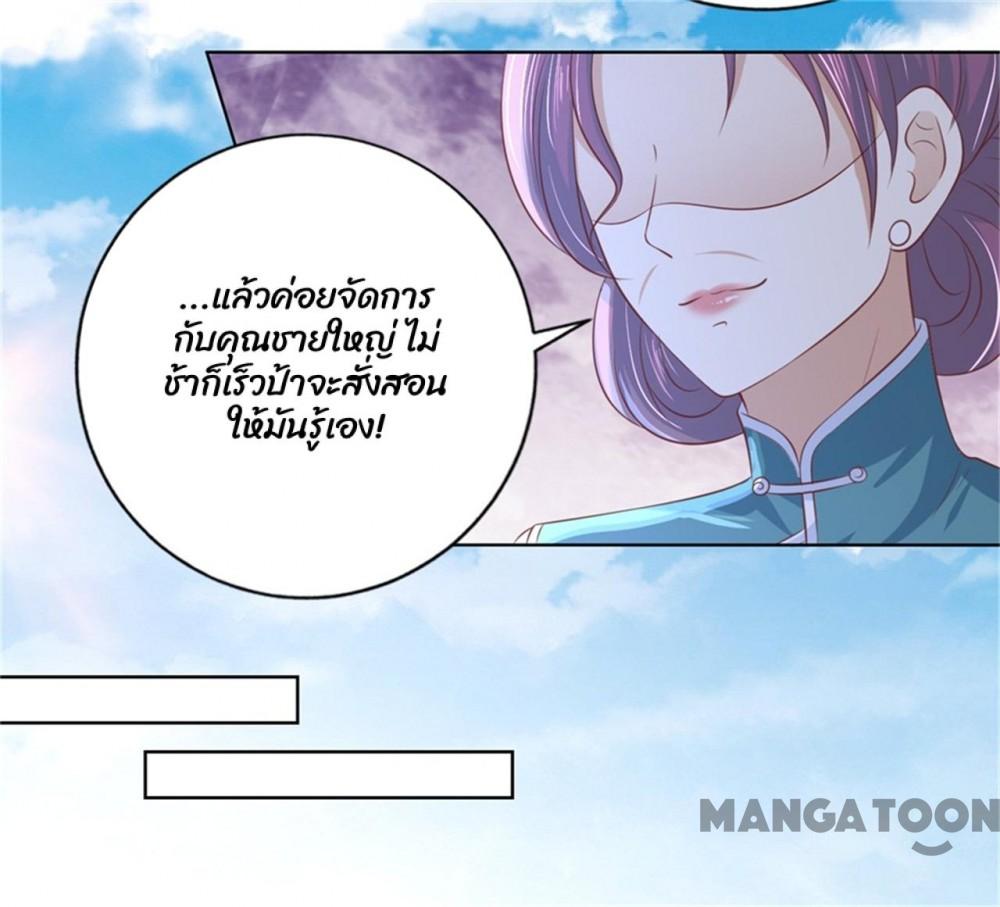 ...แล้วค่อยจัดการ
กับคุณชายใหญ่ ไม่
ช้าก็เร็วป้าจะสั่งสอน
ให้มันรู้เอง!
MANGATOON